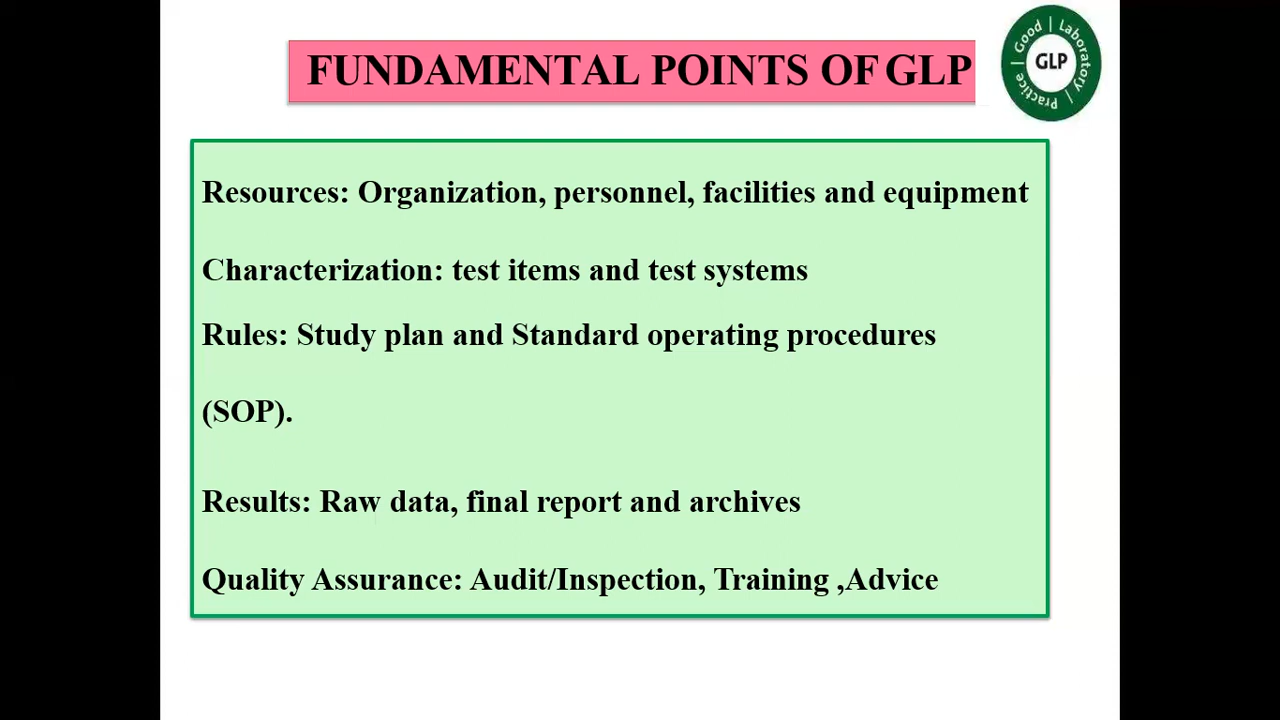 FUNDAMENTAL POINTS OF GLP
Good | Laboratory | Practice |
GLP
Resources: Organization, personnel, facilities and equipment
Characterization: test items and test systems
Rules: Study plan and Standard operating procedures
(SOP).
Results: Raw data, final report and archives
Quality Assurance: Audit/Inspection, Training ,Advice